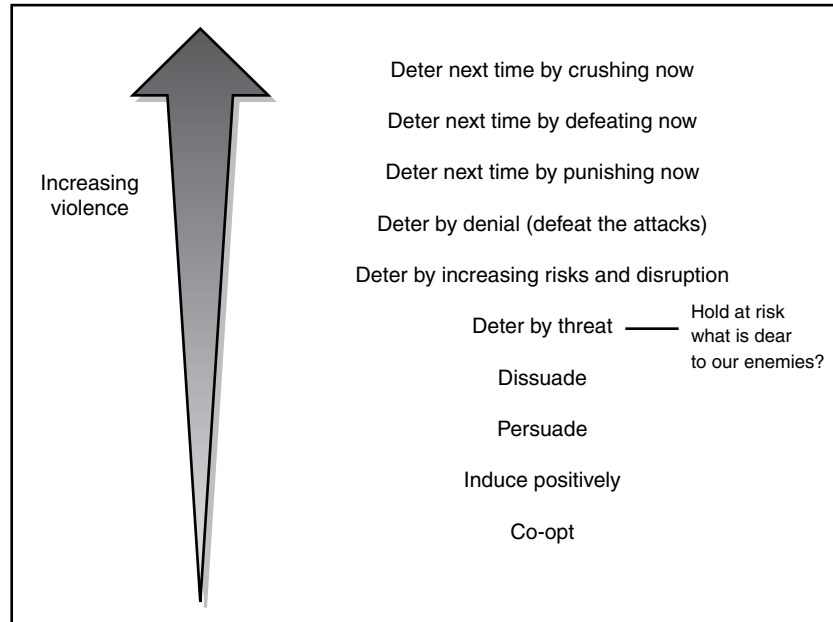 Deter next time by crushing now
Deter next time by defeating now
Increasing
violence
Deter next time by punishing now
Deter by denial (defeat the attacks)
Deter by increasing risks and disruption
Deter by threat
Hold at risk
what is dear
to our enemies?
Dissuade
Persuade
Induce positively
Co-opt